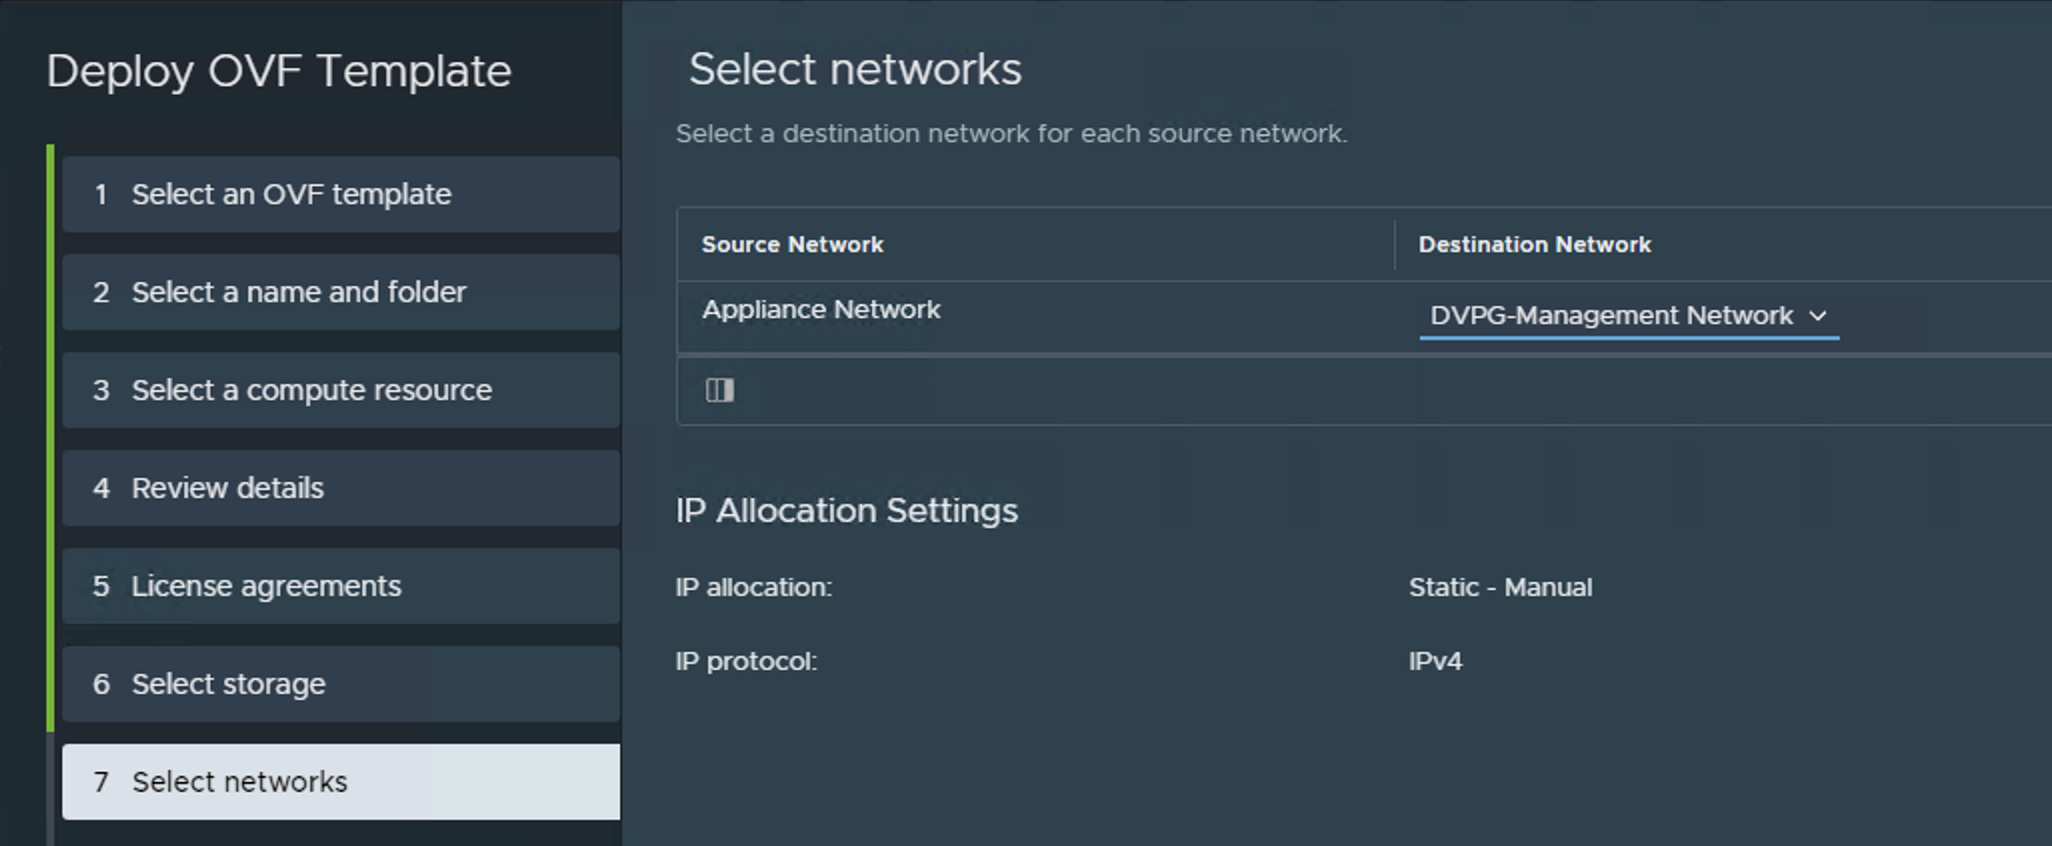 Deploy OVF Template
1 Select an OVF template
2 Select a name and folder
3 Select a compute resource
4 Review details
5 License agreements
6 Select storage
7 Select networks
Select networks
Select a destination network for each source network.
Source Network Destination Network
Appliance Network DVPG-Management Network
IP Allocation Settings
IP allocation: Static - Manual
IP protocol: IPv4